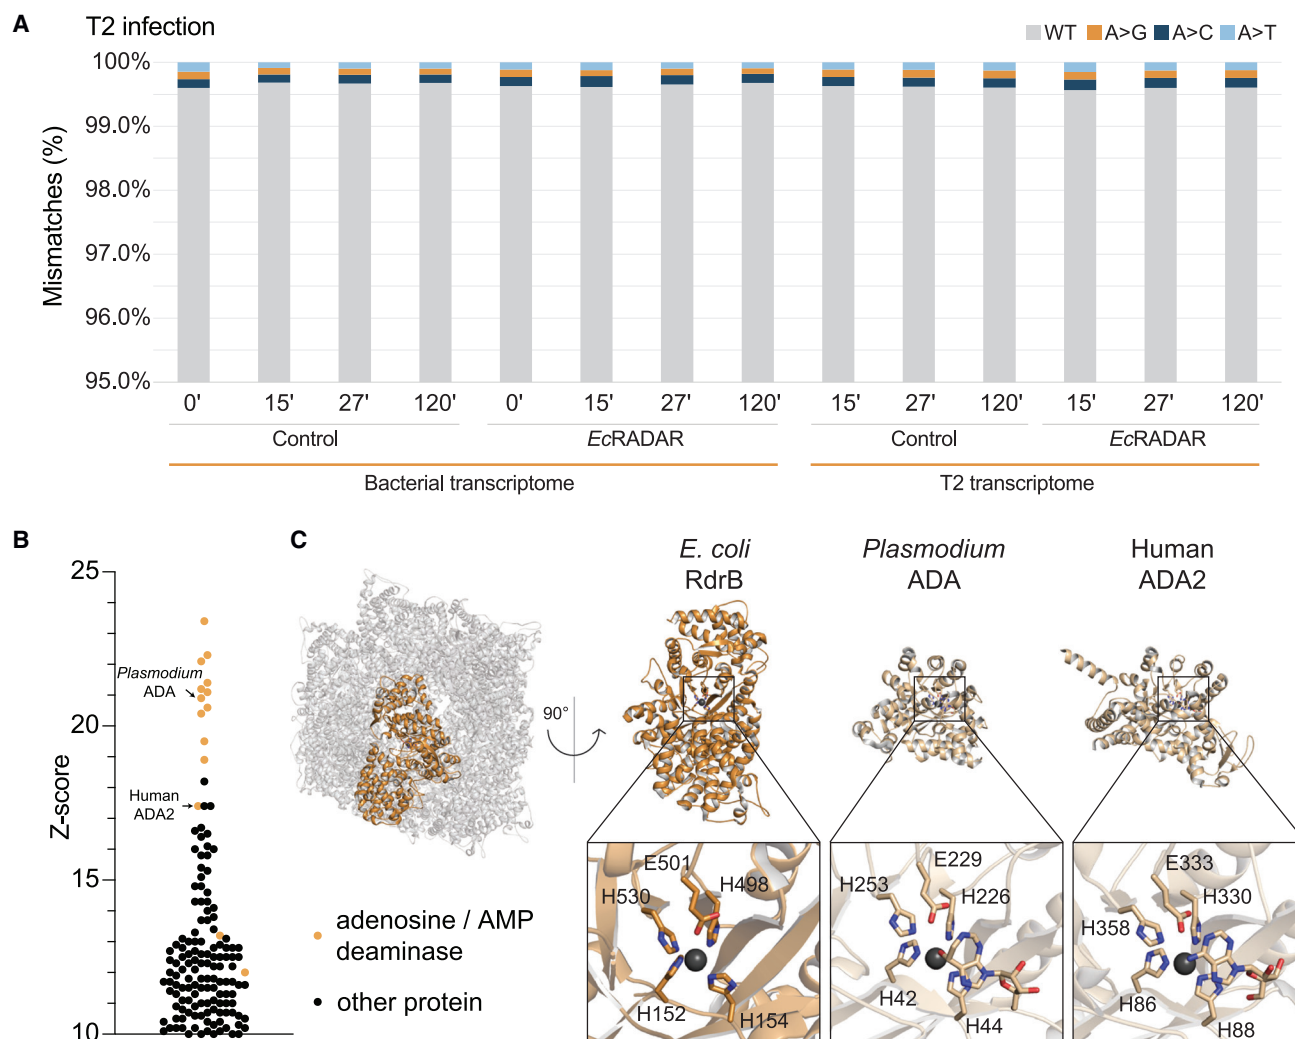 A
T2 infection
WT A>G A>C A>T
Mismatches (%)
100%
99.0%
98.0%
97.0%
96.0%
95.0%
0' 15' 27' 120' 0' 15' 27' 120' 15' 27' 120' 15' 27' 120'
Control EcRADAR Control EcRADAR
Bacterial transcriptome T2 transcriptome
B
Z-score
25
20
15
10
Plasmodium
ADA
Human
ADA2
adenosine / AMP
deaminase
other protein
C
90°
E. coli
RdrB
Plasmodium
ADA
Human
ADA2
E501
H530
H498
H152
H154
E229
H253
H226
H42
H44
E333
H330
H358
H86
H88